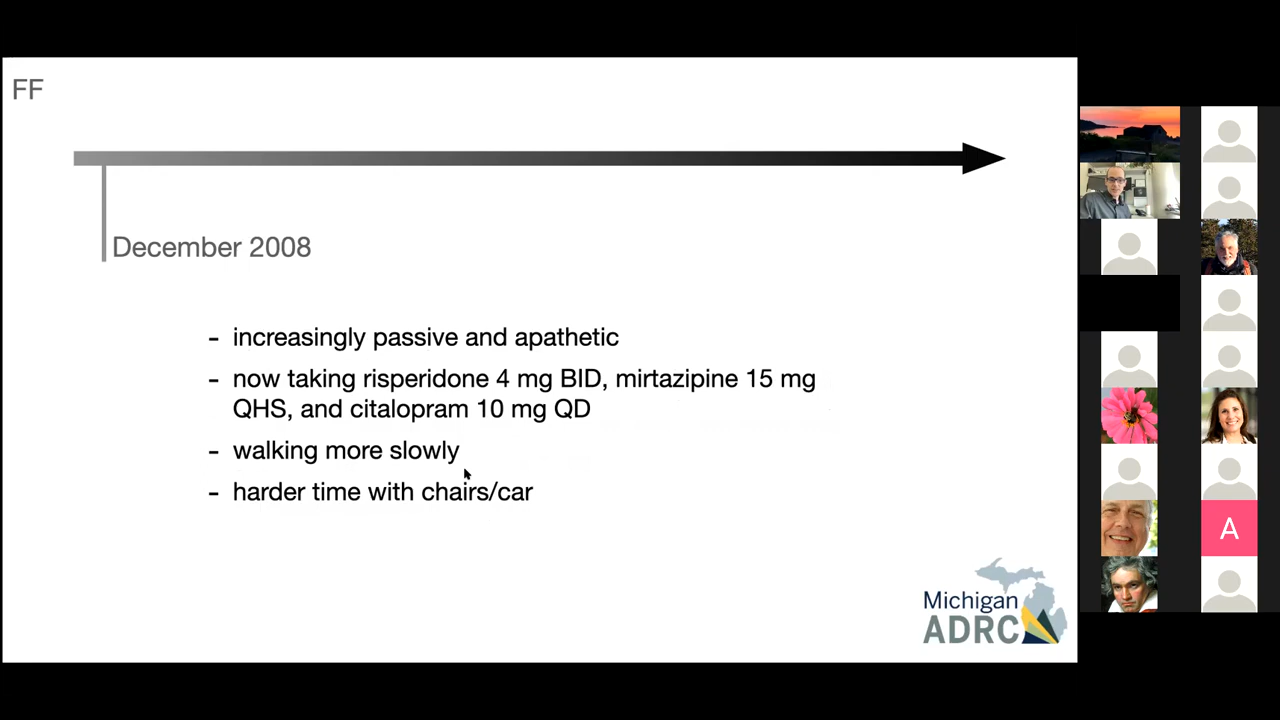 FF
December 2008
- increasingly passive and apathetic
- now taking risperidone 4 mg BID, mirtazipine 15 mg
QHS, and citalopram 10 mg QD
- walking more slowly
- harder time with chairs/car
Michigan
ADRC
A